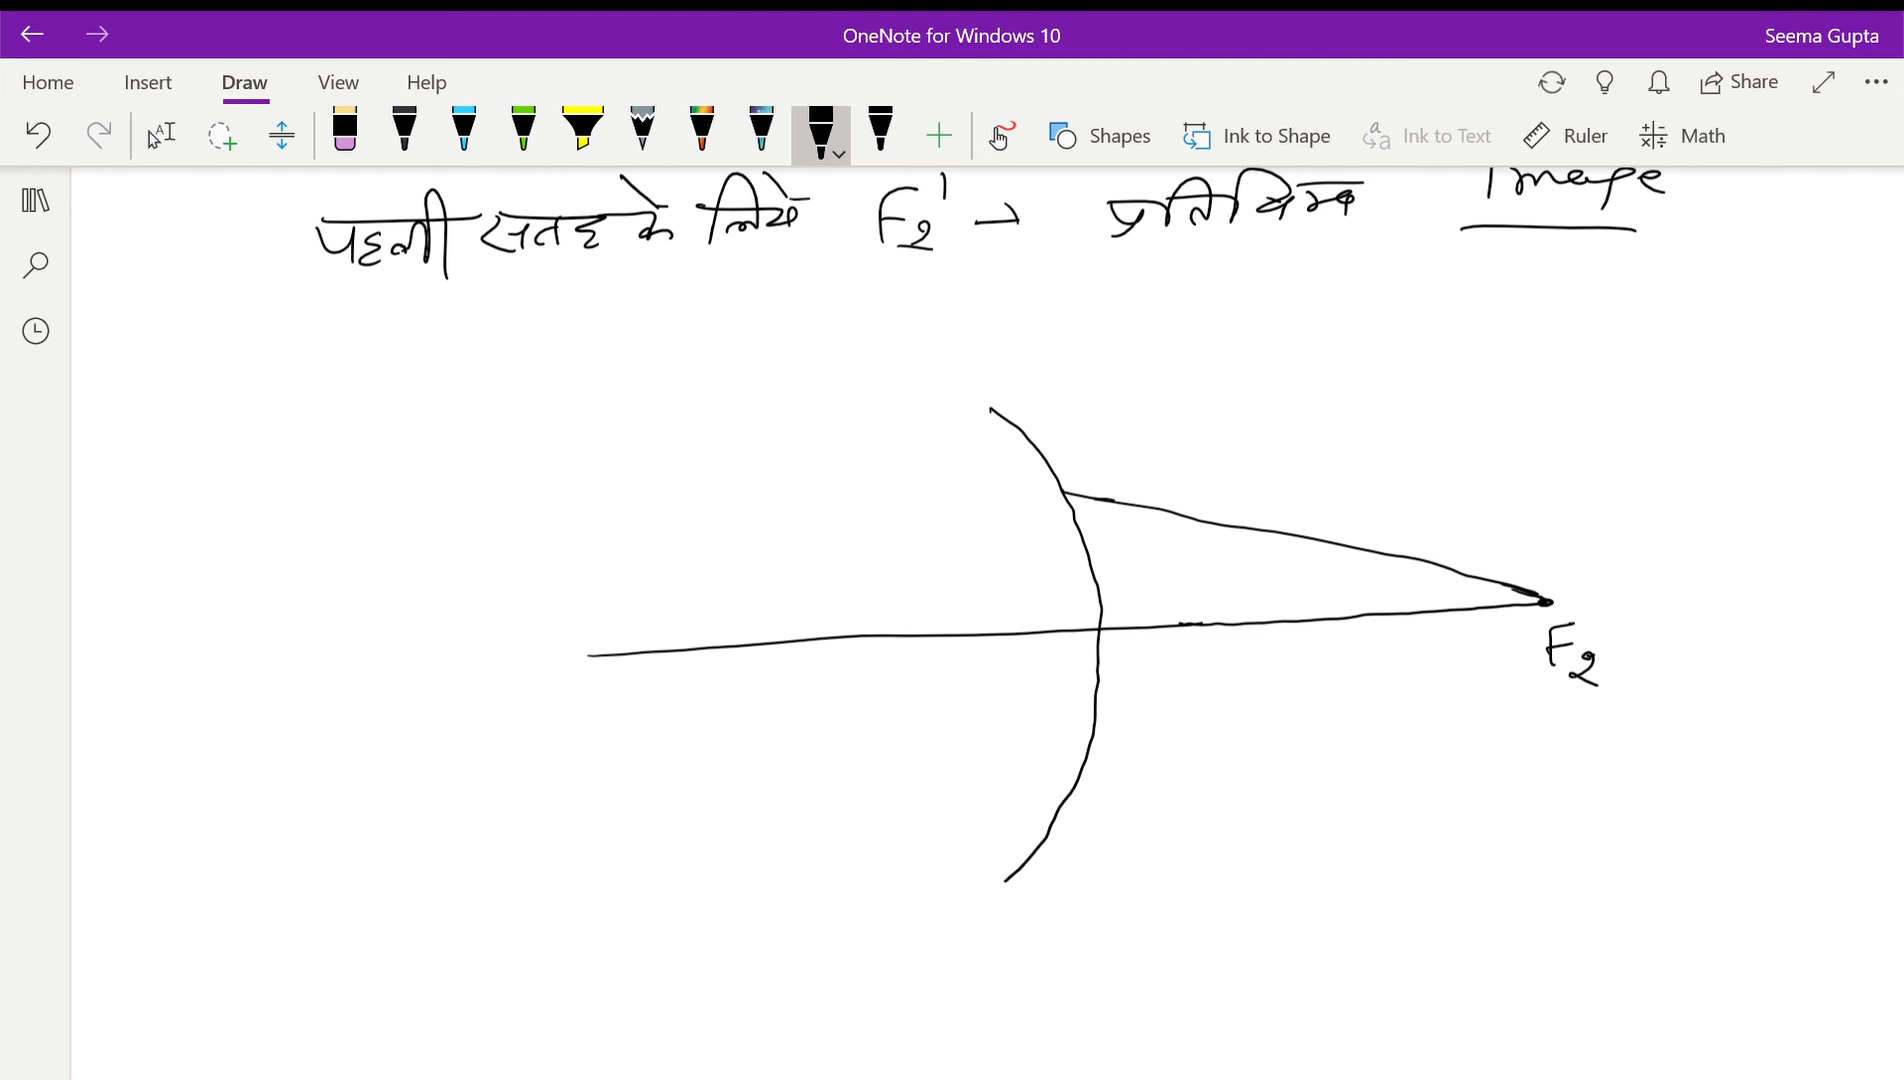 OneNote for Windows 10
Seema Gupta
Home Insert Draw View Help Share
Shapes Ink to Shape Ink to Text Ruler Math
Image
पहली सतह के लिये F₂' → प्रतिबिम्ब
F₂